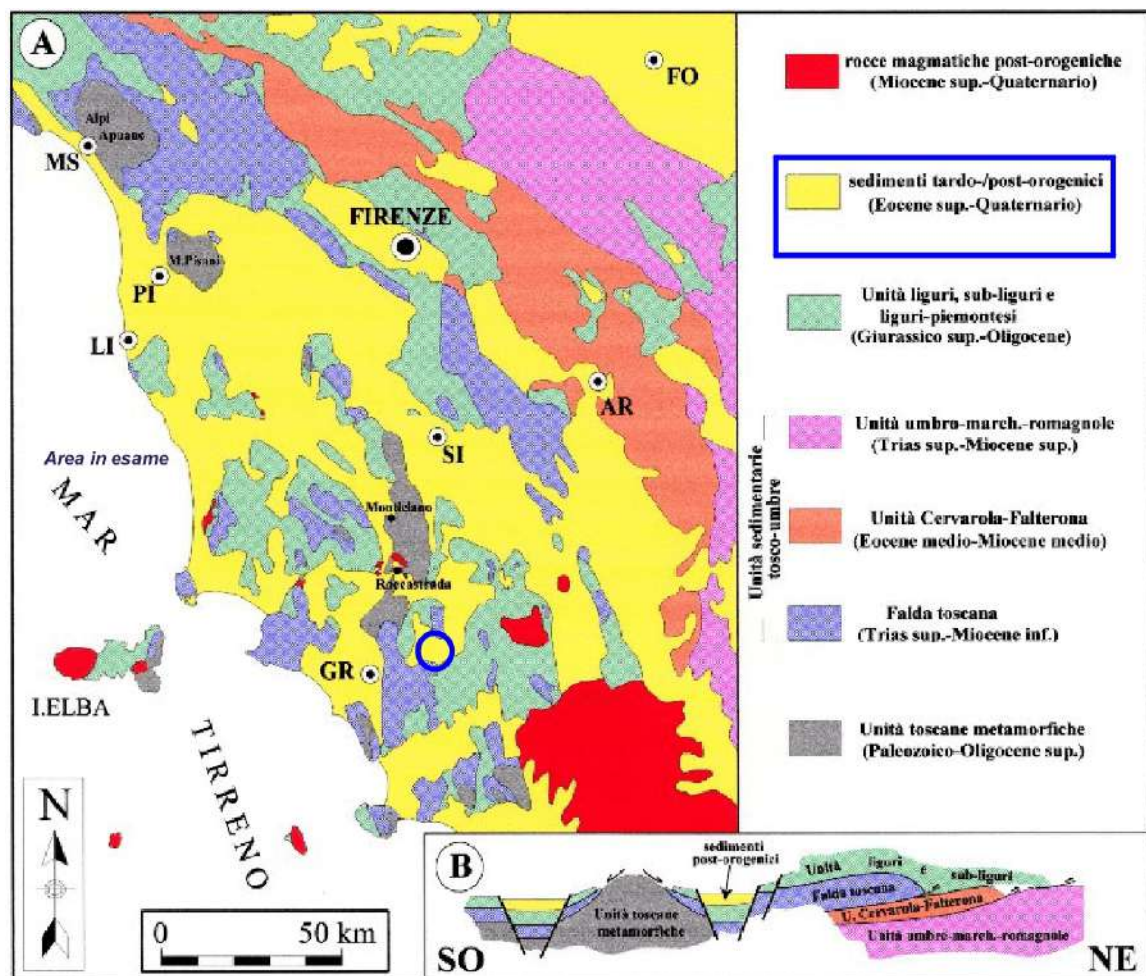 A
FO
Alpi
Apuane
MS
FIRENZE
M.Pisani
PI
LI
AR
SI
Area in esame
MAR
Monticiano
Roccastrada
GR
I.ELBA
TIRRENO
N
0 50 km
rocce magmatiche post-orogeniche
(Miocene sup.-Quaternario)
sedimenti tardo-/post-orogenici
(Eocene sup.-Quaternario)
Unità liguri, sub-liguri e
liguri-piemontesi
(Giurassico sup.-Oligocene)
Unità sedimentarie
tosco-umbre
Unità umbro-march.-romagnole
(Trias sup.-Miocene sup.)
Unità Cervarola-Falterona
(Eocene medio-Miocene medio)
Falda toscana
(Trias sup.-Miocene inf.)
Unità toscane metamorfiche
(Paleozoico-Oligocene sup.)
B
sedimenti
post-orogenici
Unità liguri e sub-liguri
Falda toscana
U. Cervarola-Falterona
Unità toscane
metamorfiche
Unità umbro-march.-romagnole
SO
NE